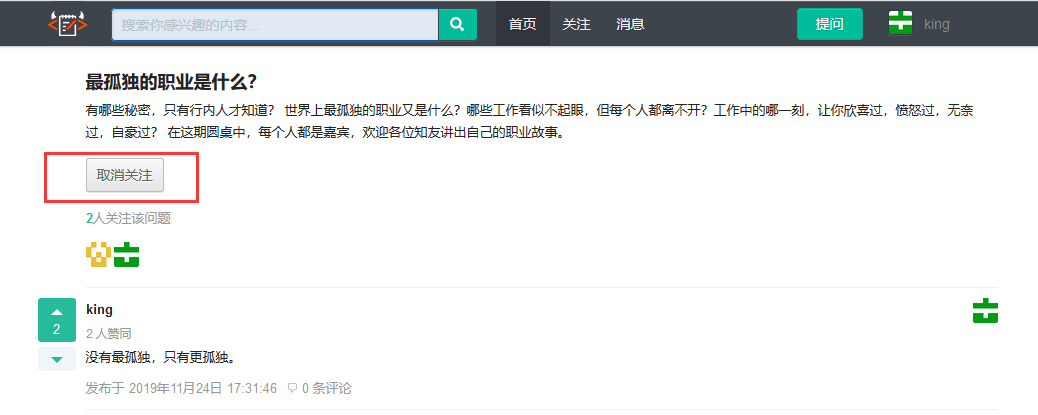 搜索你感兴趣的内容... 首页 关注 消息 提问 king
最孤独的职业是什么？
有哪些秘密，只有行内人才知道？ 世界上最孤独的职业又是什么？哪些工作看似不起眼，但每个人都离不开？工作中的哪一刻，让你欣喜过，愤怒过，无奈
过，自豪过？ 在这期圆桌中，每个人都是嘉宾，欢迎各位知友讲出自己的职业故事。
取消关注
2人关注该问题
king
2
2 人赞同
没有最孤独，只有更孤独。
发布于 2019年11月24日 17:31:46 0 条评论